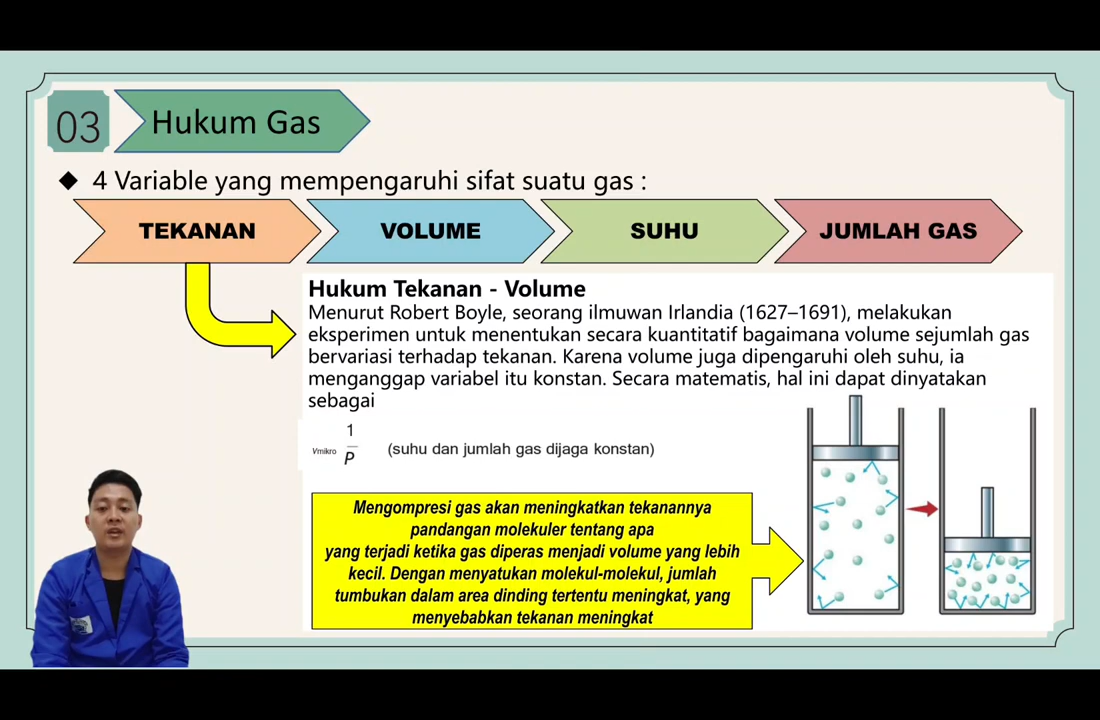 03
Hukum Gas
◆ 4 Variable yang mempengaruhi sifat suatu gas :
TEKANAN
VOLUME
SUHU
JUMLAH GAS
Hukum Tekanan - Volume
Menurut Robert Boyle, seorang ilmuwan Irlandia (1627–1691), melakukan
eksperimen untuk menentukan secara kuantitatif bagaimana volume sejumlah gas
bervariasi terhadap tekanan. Karena volume juga dipengaruhi oleh suhu, ia
menganggap variabel itu konstan. Secara matematis, hal ini dapat dinyatakan
sebagai
Vmikro 1/P (suhu dan jumlah gas dijaga konstan)
Mengompresi gas akan meningkatkan tekanannya
pandangan molekuler tentang apa
yang terjadi ketika gas diperas menjadi volume yang lebih
kecil. Dengan menyatukan molekul-molekul, jumlah
tumbukan dalam area dinding tertentu meningkat, yang
menyebabkan tekanan meningkat